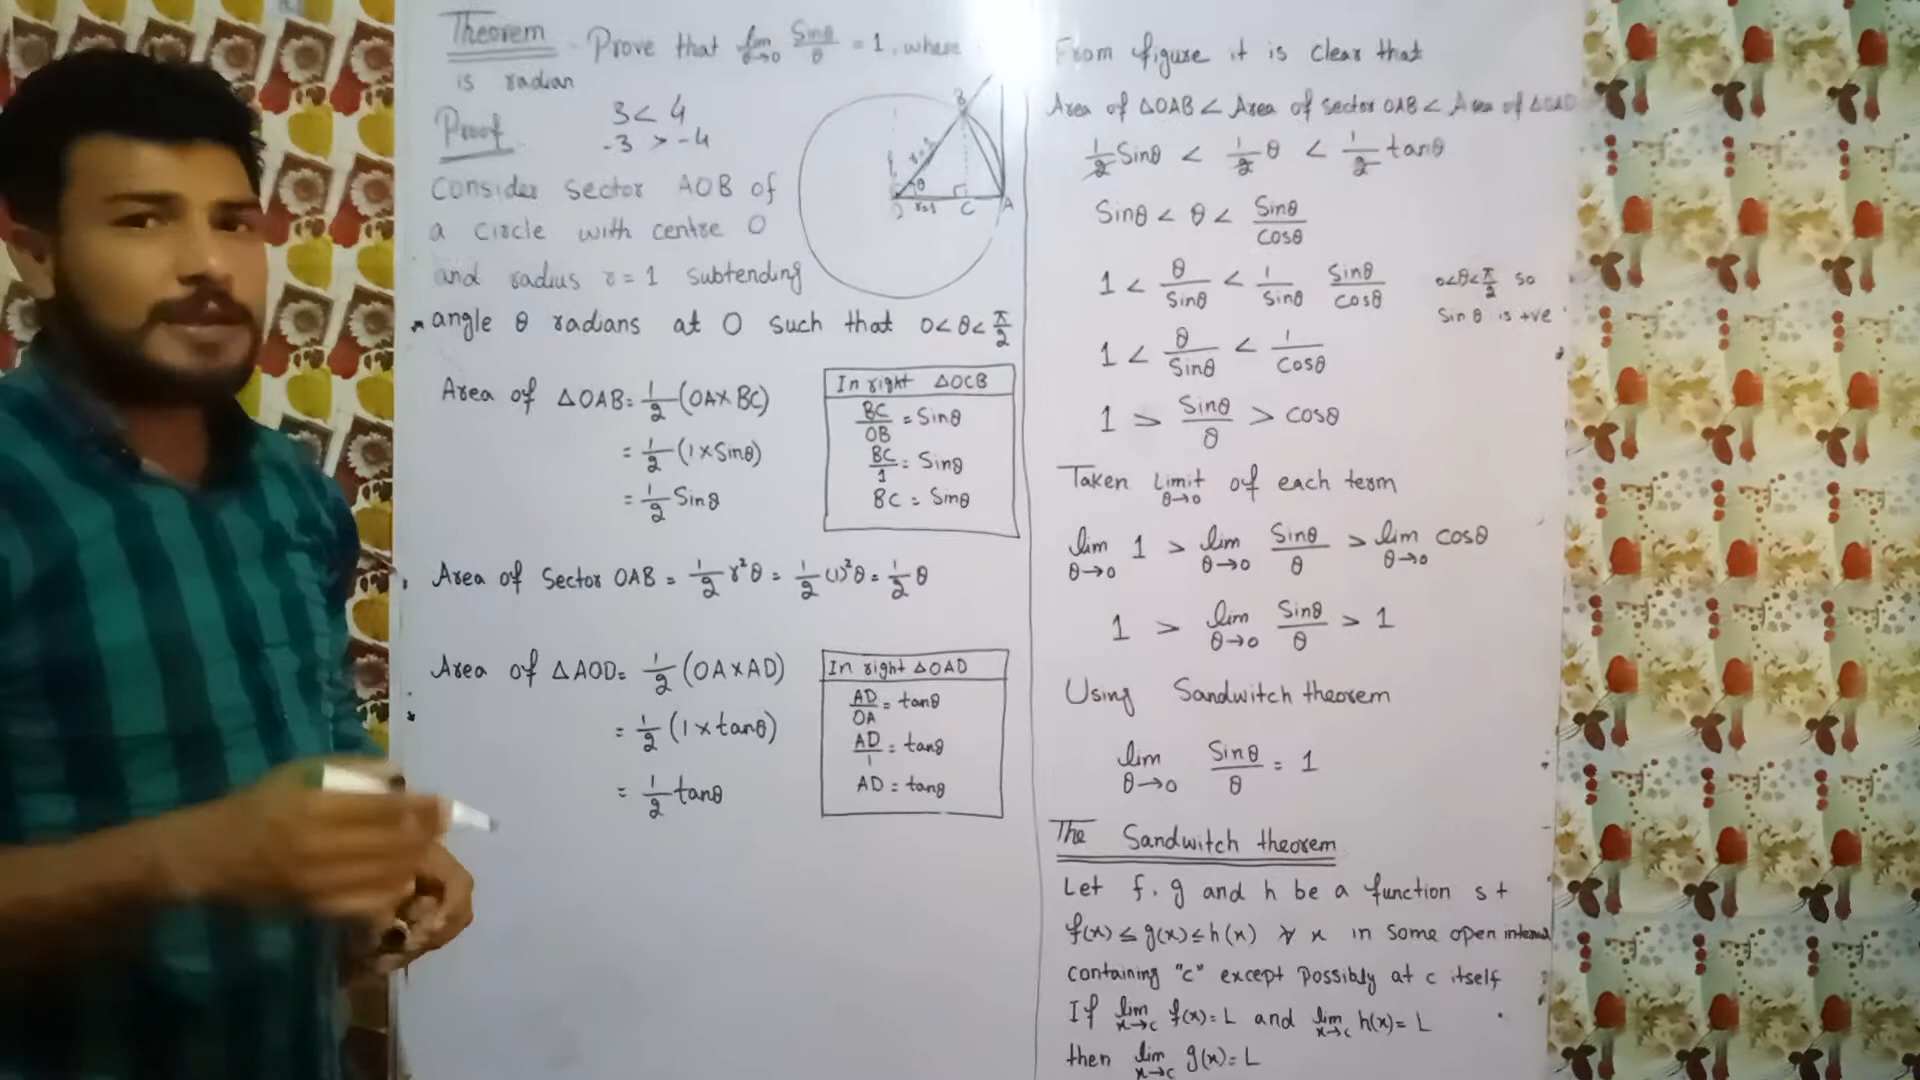 Theorem Prove that lim θ→0 Sinθ/θ = 1, where
is radian
Proof
3 < 4
-3 > -4
Consider Sector AOB of
a circle with centre O
and radius r = 1 subtending
angle θ radians at O such that 0<θ<π/2
B
r=1
θ
O r=1 C A
Area of ΔOAB = 1/2 (OA×BC)
= 1/2 (1×Sinθ)
= 1/2 Sinθ
In right ΔOCB
BC/OB = Sinθ
BC/1 = Sinθ
BC = Sinθ
Area of Sector OAB = 1/2 r²θ = 1/2 (1)²θ = 1/2 θ
Area of ΔAOD = 1/2 (OA×AD)
= 1/2 (1×tanθ)
= 1/2 tanθ
In right ΔOAD
AD/OA = tanθ
AD/1 = tanθ
AD = tanθ
From figure it is clear that
Area of ΔOAB < Area of sector OAB < Area of ΔOAD
1/2 Sinθ < 1/2 θ < 1/2 tanθ
Sinθ < θ < Sinθ/Cosθ
1 < θ/Sinθ < 1/Sinθ Sinθ/Cosθ
0<θ<π/2 so
Sin θ is +ve
1 < θ/Sinθ < 1/Cosθ
1 > Sinθ/θ > Cosθ
Taken Limit θ→0 of each term
lim θ→0 1 > lim θ→0 Sinθ/θ > lim θ→0 Cosθ
1 > lim θ→0 Sinθ/θ > 1
Using Sandwitch theorem
lim θ→0 Sinθ/θ = 1
The Sandwitch theorem
Let f, g and h be a function s t
f(x) ≤ g(x) ≤ h(x) ∀ x in some open interval
containing "c" except possibly at c itself
If lim x→c f(x) = L and lim x→c h(x) = L
then lim x→c g(x) = L